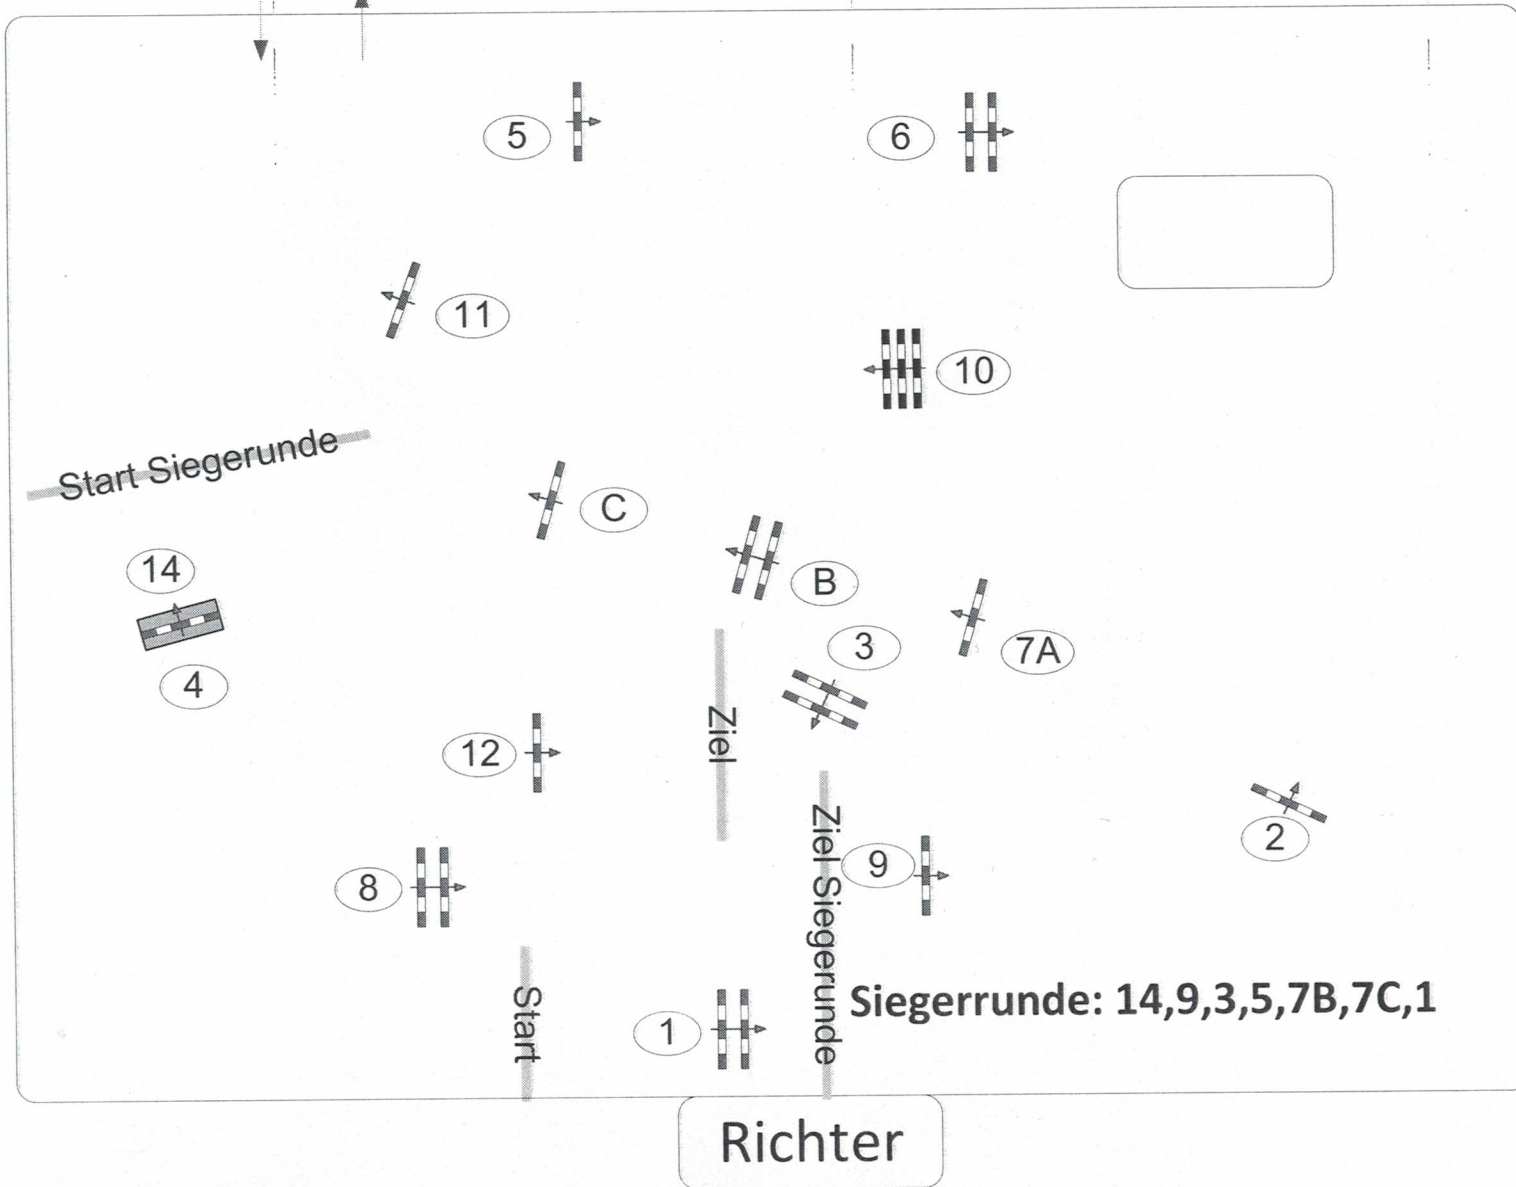 5
6
11
10
Start Siegerunde
C
14
B
3
7A
4
Ziel
12
2
Ziel Siegerunde
9
8
Siegerrunde: 14,9,3,5,7B,7C,1
Start
1
Richter